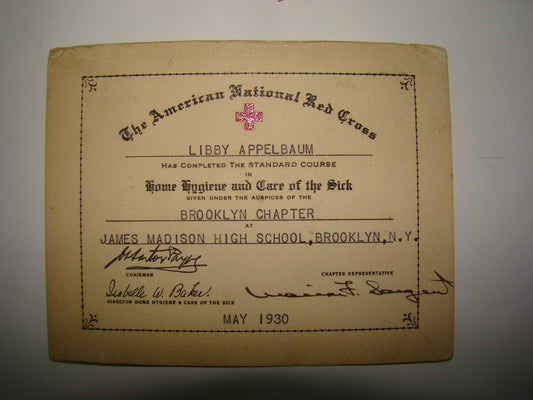 The American National Red Cross
LIBBY APPELBAUM
HAS COMPLETED THE STANDARD COURSE
IN
Home Hygiene and Care of the Sick
GIVEN UNDER THE AUSPICES OF THE
BROOKLYN CHAPTER
AT
JAMES MADISON HIGH SCHOOL,BROOKLYN,N.Y.
CHAIRMAN
CHAPTER REPRESENTATIVE
Isabelle W. Baker.
Marion F. Sargent
DIRECTOR HOME HYGIENE & CARE OF THE SICK
MAY 1930